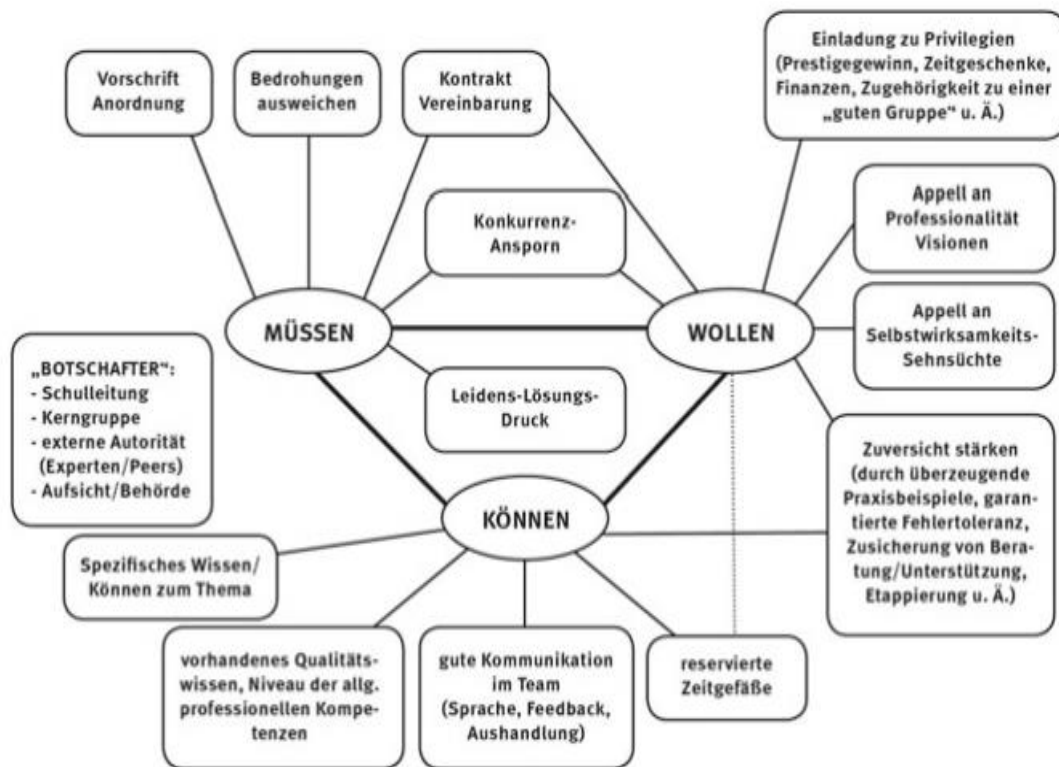 Vorschrift
Anordnung
Bedrohungen
ausweichen
Kontrakt
Vereinbarung
Einladung zu Privilegien
(Prestigegewinn, Zeitgeschenke,
Finanzen, Zugehörigkeit zu einer
„guten Gruppe“ u. Ä.)
Konkurrenz-
Ansporn
Appell an
Professionalität
Visionen
MÜSSEN
WOLLEN
Appell an
Selbstwirksamkeits-
Sehnsüchte
„BOTSCHAFTER“:
- Schulleitung
- Kerngruppe
- externe Autorität
(Experten/Peers)
- Aufsicht/Behörde
Leidens-Lösungs-
Druck
Zuversicht stärken
(durch überzeugende
Praxisbeispiele, garan-
tierte Fehlertoleranz,
Zusicherung von Bera-
tung/Unterstützung,
Etappierung u. Ä.)
KÖNNEN
Spezifisches Wissen/
Können zum Thema
vorhandenes Qualitäts-
wissen, Niveau der allg.
professionellen Kompe-
tenzen
gute Kommunikation
im Team
(Sprache, Feedback,
Aushandlung)
reservierte
Zeitgefäße